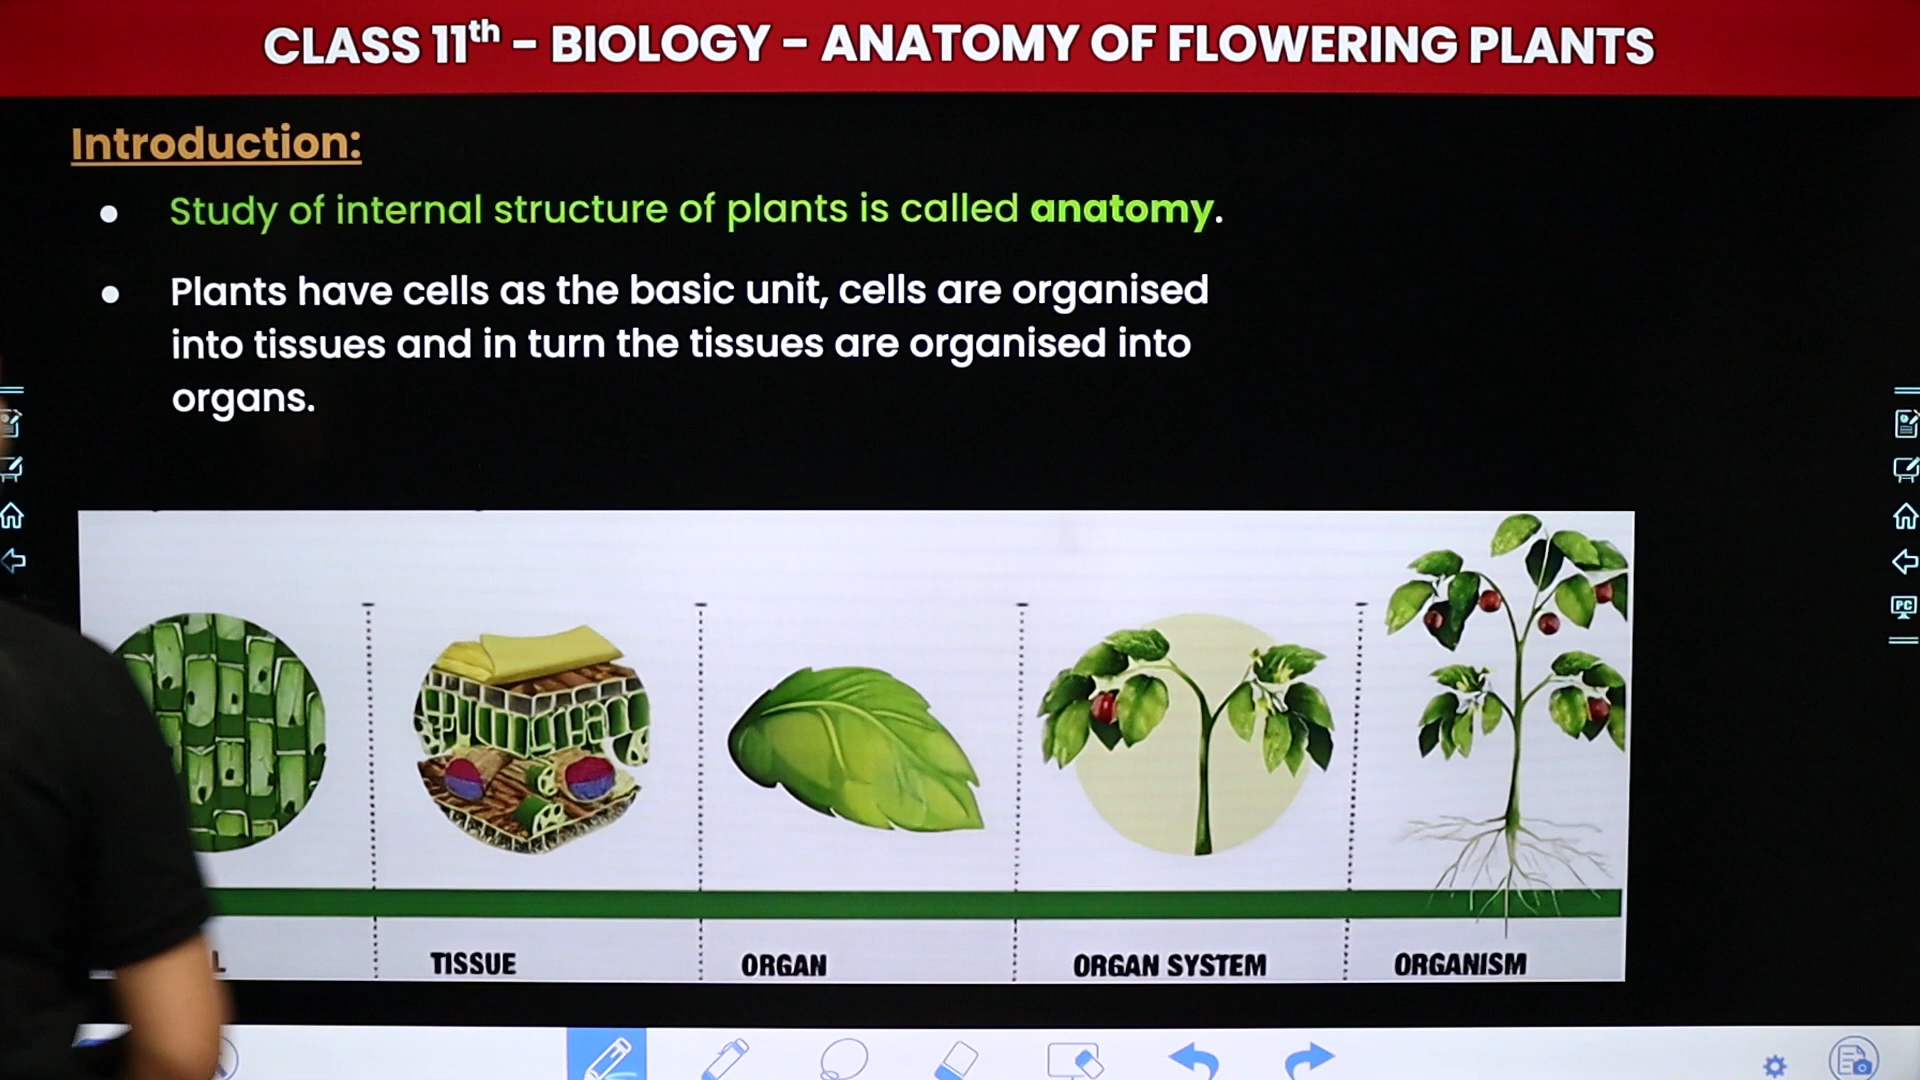 CLASS 11th - BIOLOGY - ANATOMY OF FLOWERING PLANTS
Introduction:
● Study of internal structure of plants is called anatomy.
● Plants have cells as the basic unit, cells are organised
into tissues and in turn the tissues are organised into
organs.
TISSUE
ORGAN
ORGAN SYSTEM
ORGANISM
PC